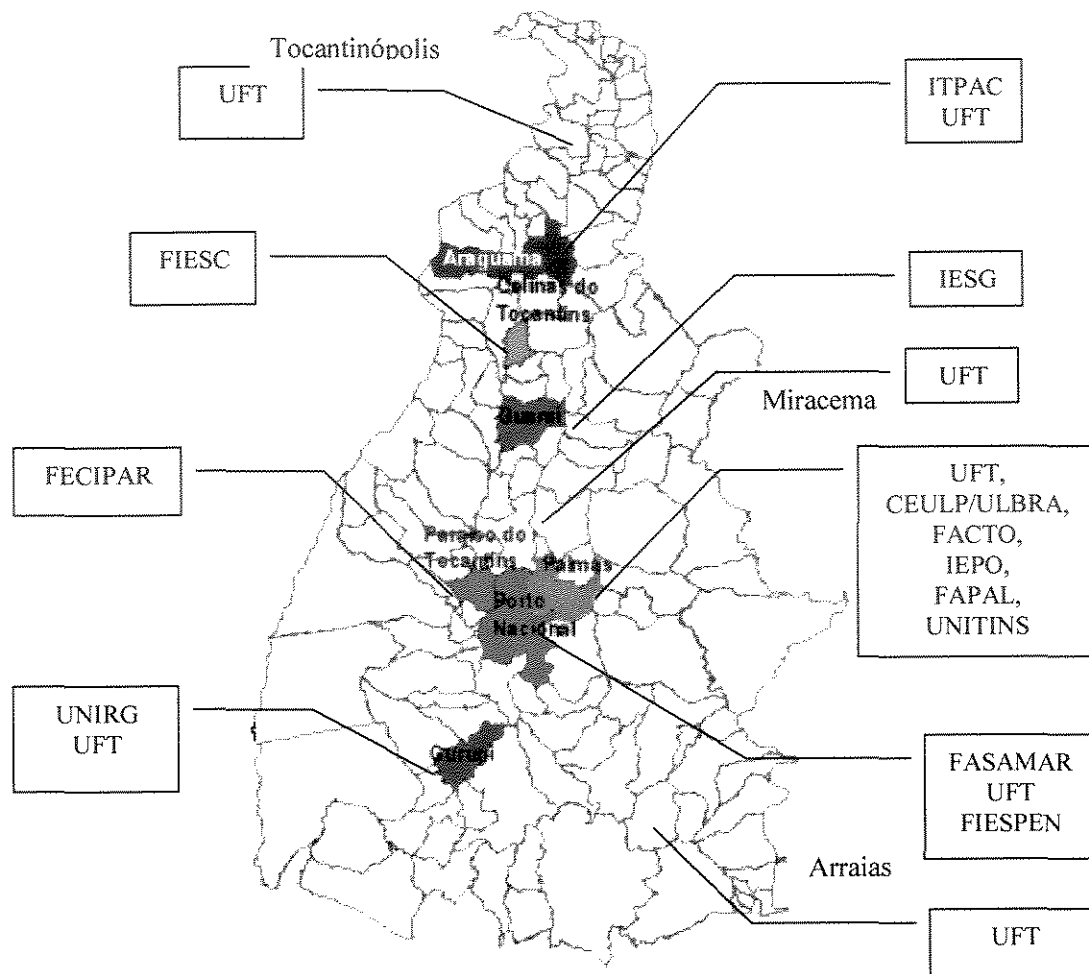 Tocantinópolis
UFT
ITPAC
UFT
FIESC
Araguaína
Colinas do
Tocantins
IESG
UFT
Miracema
Guaraí
FECIPAR
UFT,
CEULP/ULBRA,
FACTO,
IEPO,
FAPAL,
UNITINS
Paraíso do
Tocantins
Palmas
Porto
Nacional
UNIRG
UFT
Gurupi
FASAMAR
UFT
FIESPEN
Arraias
UFT